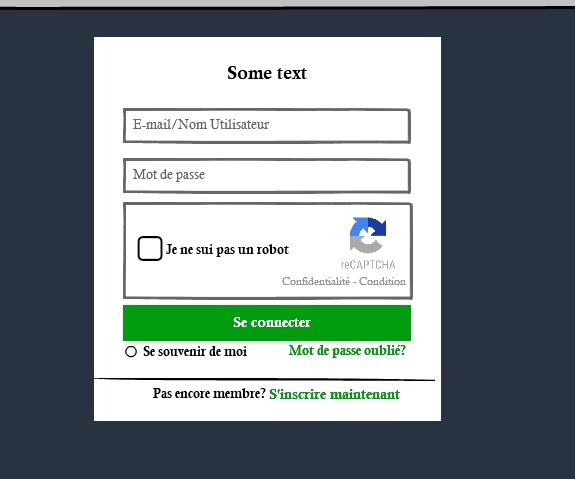 Some text
E-mail/Nom Utilisateur
Mot de passe
Je ne sui pas un robot
reCAPTCHA
Confidentialité - Condition
Se connecter
Se souvenir de moi
Mot de passe oublié?
Pas encore membre? S'inscrire maintenant